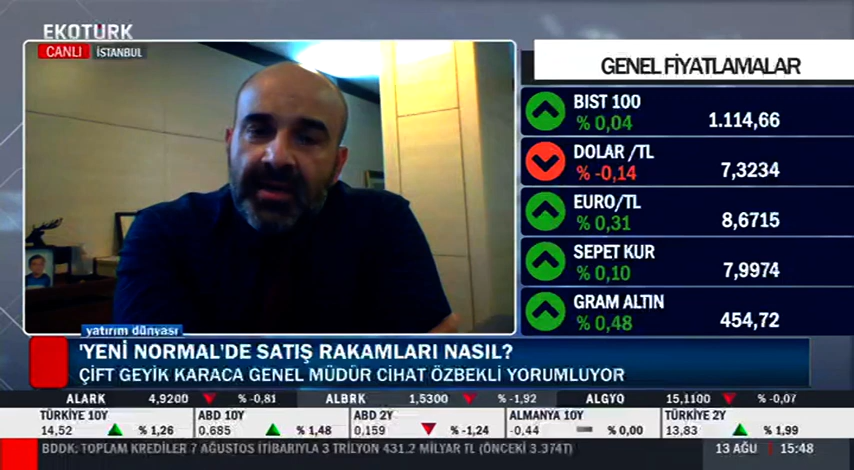 EKOTÜRK
CANLI İSTANBUL
GENEL FİYATLAMALAR
BIST 100
% 0,04
1.114,66
DOLAR /TL
% -0,14
7,3234
EURO/TL
% 0,31
8,6715
SEPET KUR
% 0,10
7,9974
GRAM ALTIN
% 0,48
454,72
yatırım dünyası
'YENİ NORMAL'DE SATIŞ RAKAMLARI NASIL?
ÇİFT GEYİK KARACA GENEL MÜDÜR CİHAT ÖZBEKLİ YORUMLUYOR
ALARK 4,9200 % -0,81 ALBRK 1,5300 % -1,92 ALGYO 15,1100 % -0,07
TÜRKİYE 10Y ABD 10Y ABD 2Y ALMANYA 10Y TÜRKİYE 2Y
14,52 % 1,26 0,685 % 1,48 0,159 % -1,24 -0,44 % 0,00 13,83 % 1,99
BDDK: TOPLAM KREDİLER 7 AĞUSTOS İTİBARIYLA 3 TRİLYON 431.2 MİLYAR TL (ÖNCEKİ 3.374T) 13 AĞU 15:48